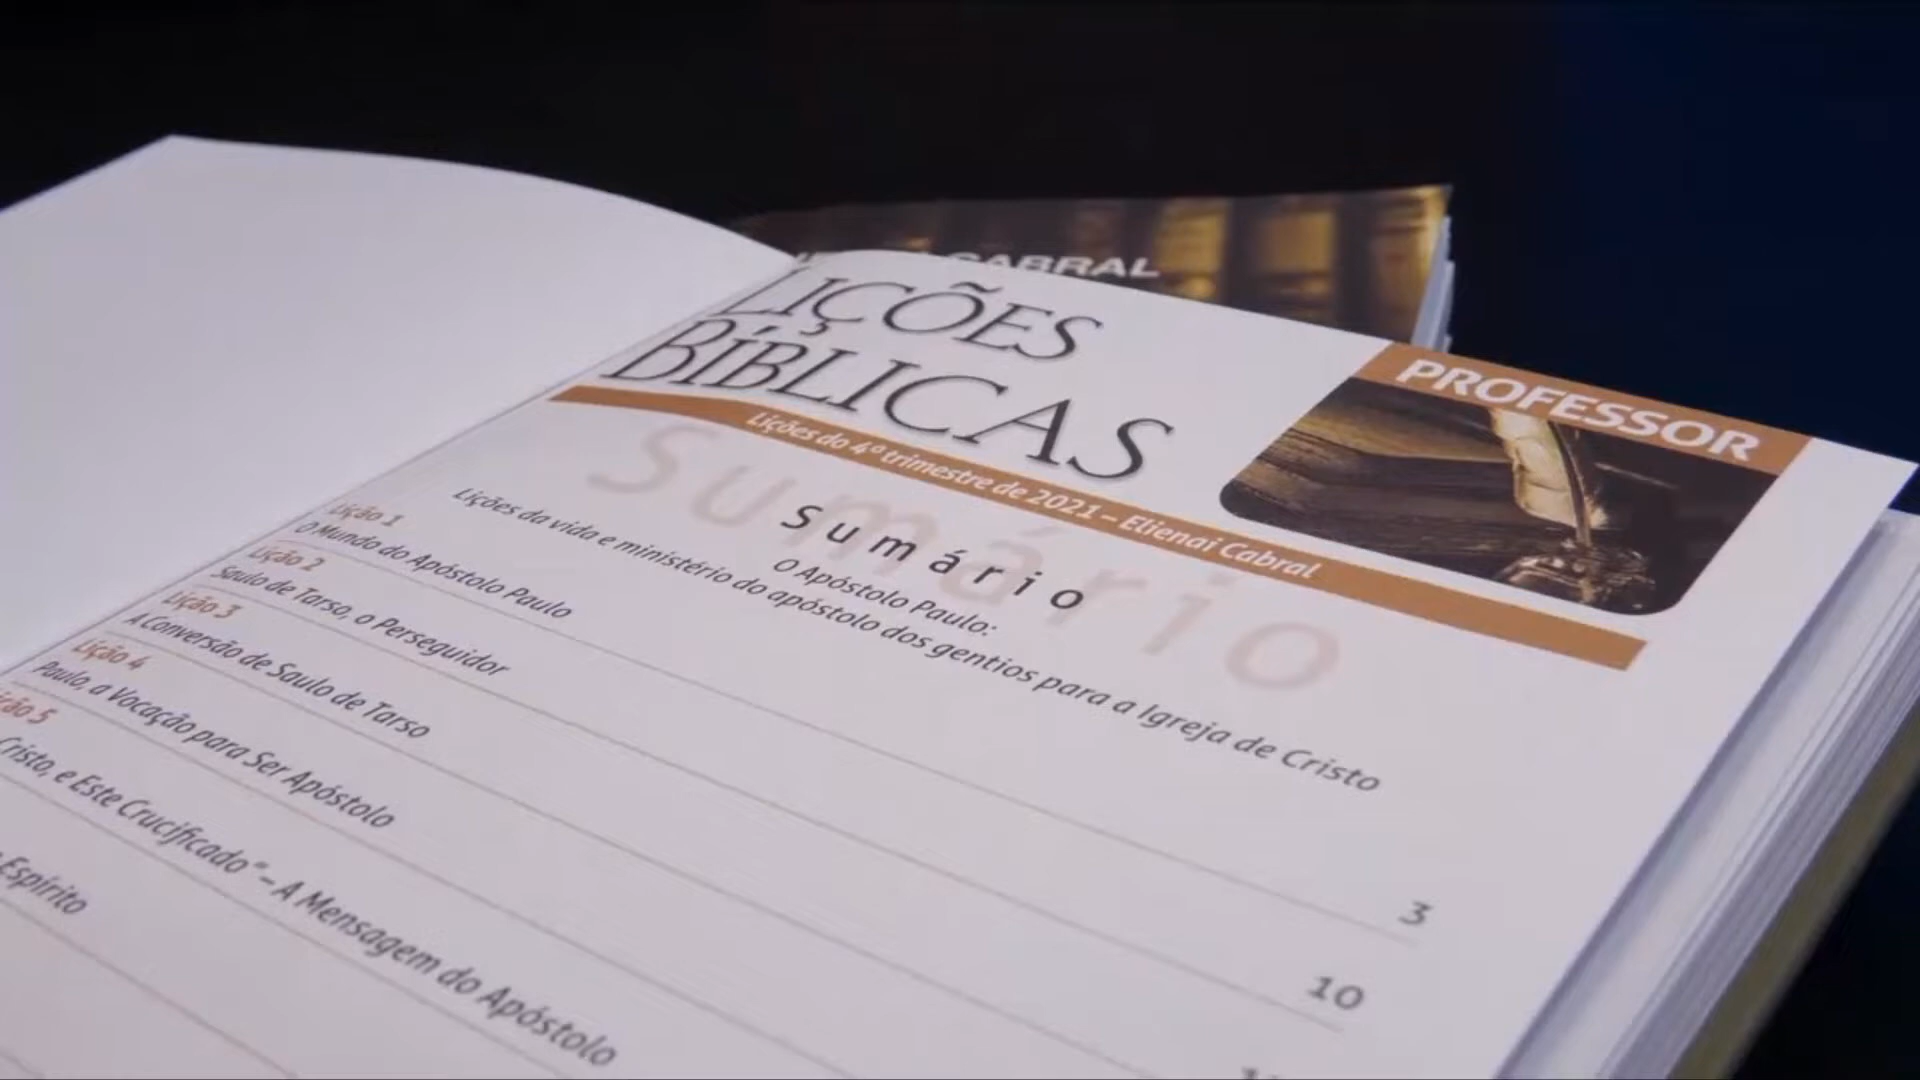 CABRAL
LIÇÕES
BÍBLICAS
PROFESSOR
Lições do 4º trimestre de 2021 – Elienai Cabral
Sumário
Sumário
O Apóstolo Paulo:
Lições da vida e ministério do apóstolo dos gentios para a Igreja de Cristo
Lição 1
O Mundo do Apóstolo Paulo 3
Lição 2
Saulo de Tarso, o Perseguidor 10
Lição 3
A Conversão de Saulo de Tarso
Lição 4
Paulo, a Vocação para Ser Apóstolo
5
Cristo, e Este Crucificado” – A Mensagem do Apóstolo
Espírito